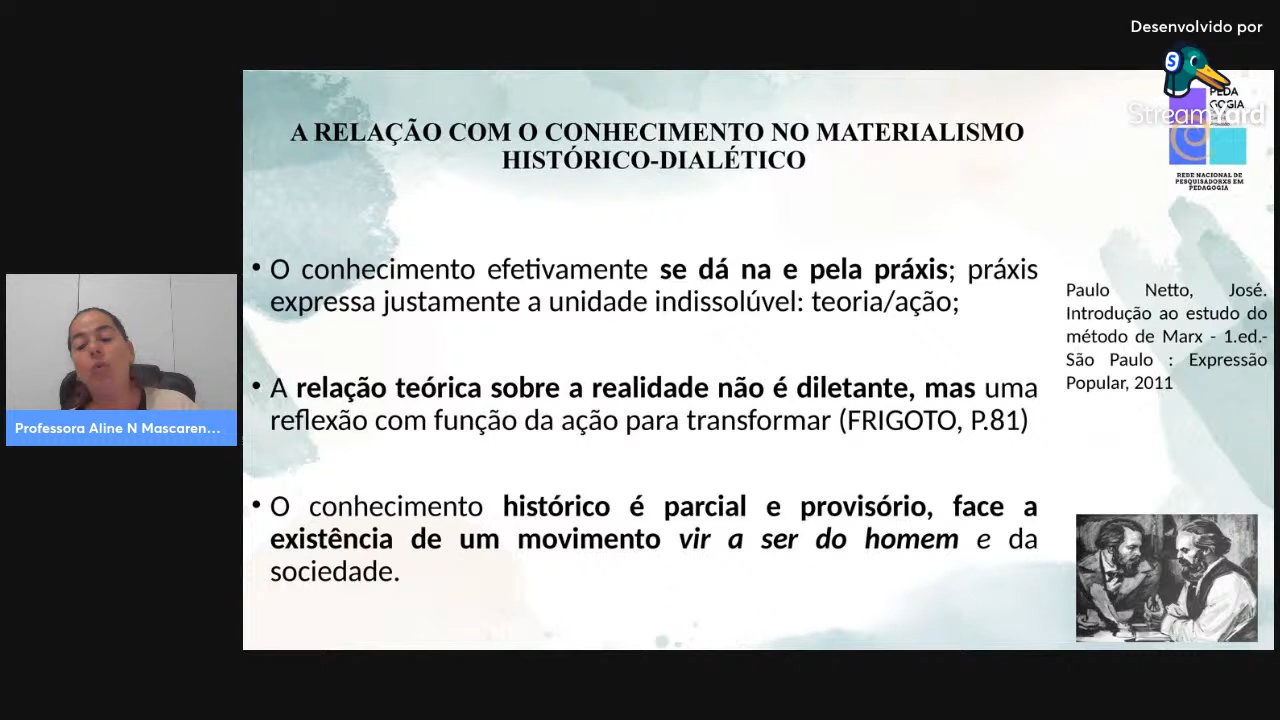 Desenvolvido por
S
StreamYard
PEDA
GOGIA
REDE NACIONAL DE
PESQUISADORXS EM
PEDAGOGIA
A RELAÇÃO COM O CONHECIMENTO NO MATERIALISMO
HISTÓRICO-DIALÉTICO
• O conhecimento efetivamente se dá na e pela práxis; práxis
expressa justamente a unidade indissolúvel: teoria/ação;
• A relação teórica sobre a realidade não é diletante, mas uma
reflexão com função da ação para transformar (FRIGOTO, P.81)
• O conhecimento histórico é parcial e provisório, face a
existência de um movimento vir a ser do homem e da
sociedade.
Paulo Netto, José.
Introdução ao estudo do
método de Marx - 1.ed.-
São Paulo : Expressão
Popular, 2011
Professora Aline N Mascaren...